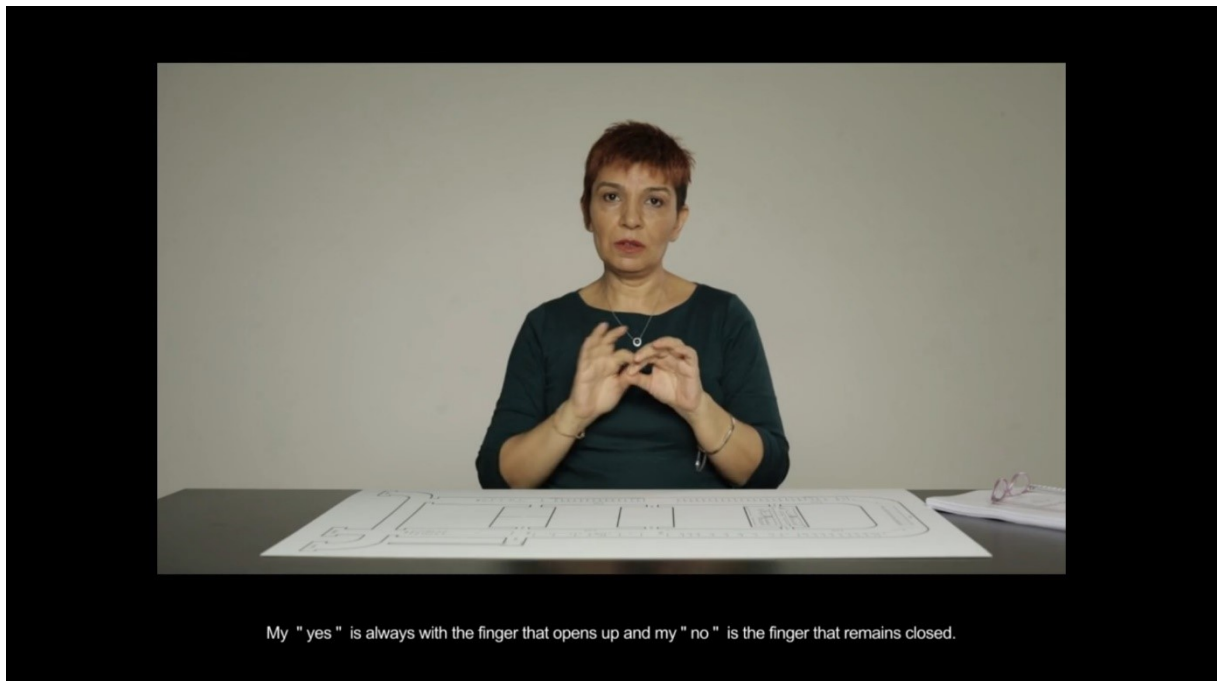 My " yes " is always with the finger that opens up and my " no " is the finger that remains closed.